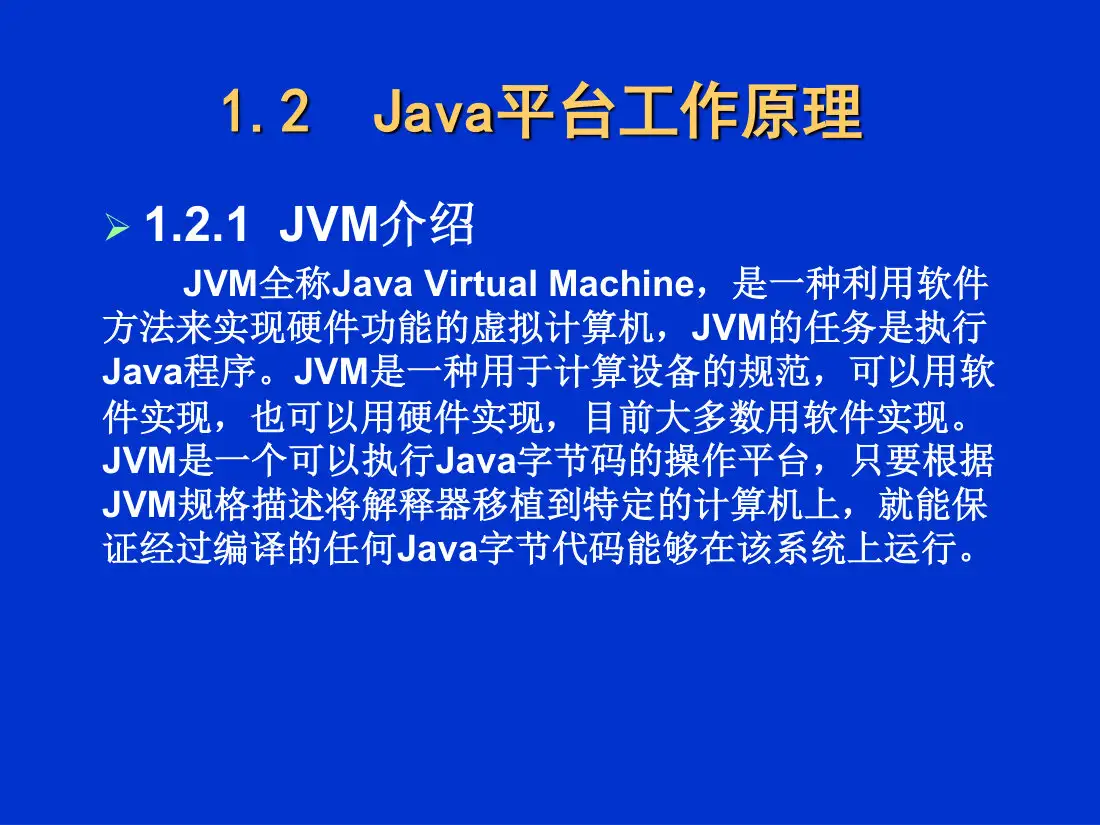 1.2 Java平台工作原理
1.2.1 JVM介绍
JVM全称Java Virtual Machine，是一种利用软件
方法来实现硬件功能的虚拟计算机，JVM的任务是执行
Java程序。JVM是一种用于计算设备的规范，可以用软
件实现，也可以用硬件实现，目前大多数用软件实现。
JVM是一个可以执行Java字节码的操作平台，只要根据
JVM规格描述将解释器移植到特定的计算机上，就能保
证经过编译的任何Java字节代码能够在该系统上运行。